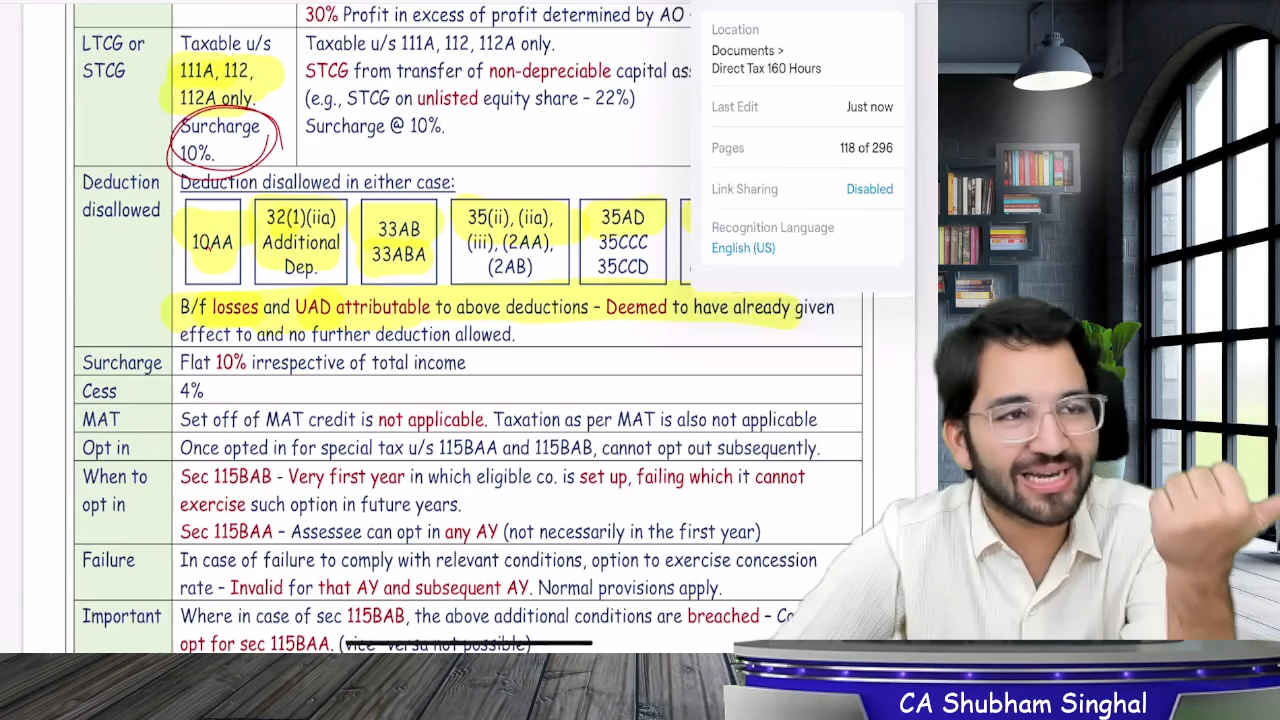 30% Profit in excess of profit determined by AO
LTCG or
STCG
Taxable u/s
111A, 112,
112A only.
Surcharge
10%.
Taxable u/s 111A, 112, 112A only.
STCG from transfer of non-depreciable capital ass
(e.g., STCG on unlisted equity share – 22%)
Surcharge @ 10%.
Deduction
disallowed
Deduction disallowed in either case:
10AA
32(1)(iia)
Additional
Dep.
33AB
33ABA
35(ii), (iia),
(iii), (2AA),
(2AB)
35AD
35CCC
35CCD
B/f losses and UAD attributable to above deductions – Deemed to have already given
effect to and no further deduction allowed.
Surcharge
Flat 10% irrespective of total income
Cess
4%
MAT
Set off of MAT credit is not applicable. Taxation as per MAT is also not applicable
Opt in
Once opted in for special tax u/s 115BAA and 115BAB, cannot opt out subsequently.
When to
opt in
Sec 115BAB - Very first year in which eligible co. is set up, failing which it cannot
exercise such option in future years.
Sec 115BAA – Assessee can opt in any AY (not necessarily in the first year)
Failure
In case of failure to comply with relevant conditions, option to exercise concession
rate – Invalid for that AY and subsequent AY. Normal provisions apply.
Important
Where in case of sec 115BAB, the above additional conditions are breached – Co
opt for sec 115BAA. (vice-versa not possible)
Location
Documents >
Direct Tax 160 Hours
Last Edit
Just now
Pages
118 of 296
Link Sharing
Disabled
Recognition Language
English (US)
CA Shubham Singhal